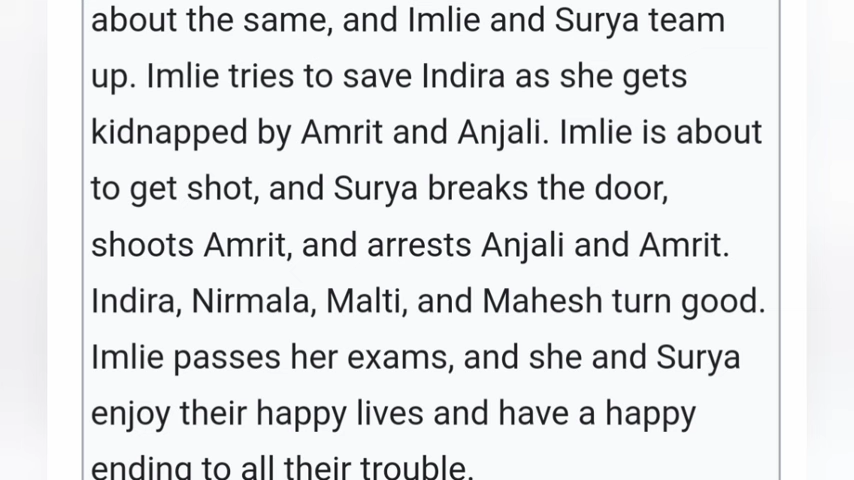 about the same, and Imlie and Surya team
up. Imlie tries to save Indira as she gets
kidnapped by Amrit and Anjali. Imlie is about
to get shot, and Surya breaks the door,
shoots Amrit, and arrests Anjali and Amrit.
Indira, Nirmala, Malti, and Mahesh turn good.
Imlie passes her exams, and she and Surya
enjoy their happy lives and have a happy
ending to all their trouble.